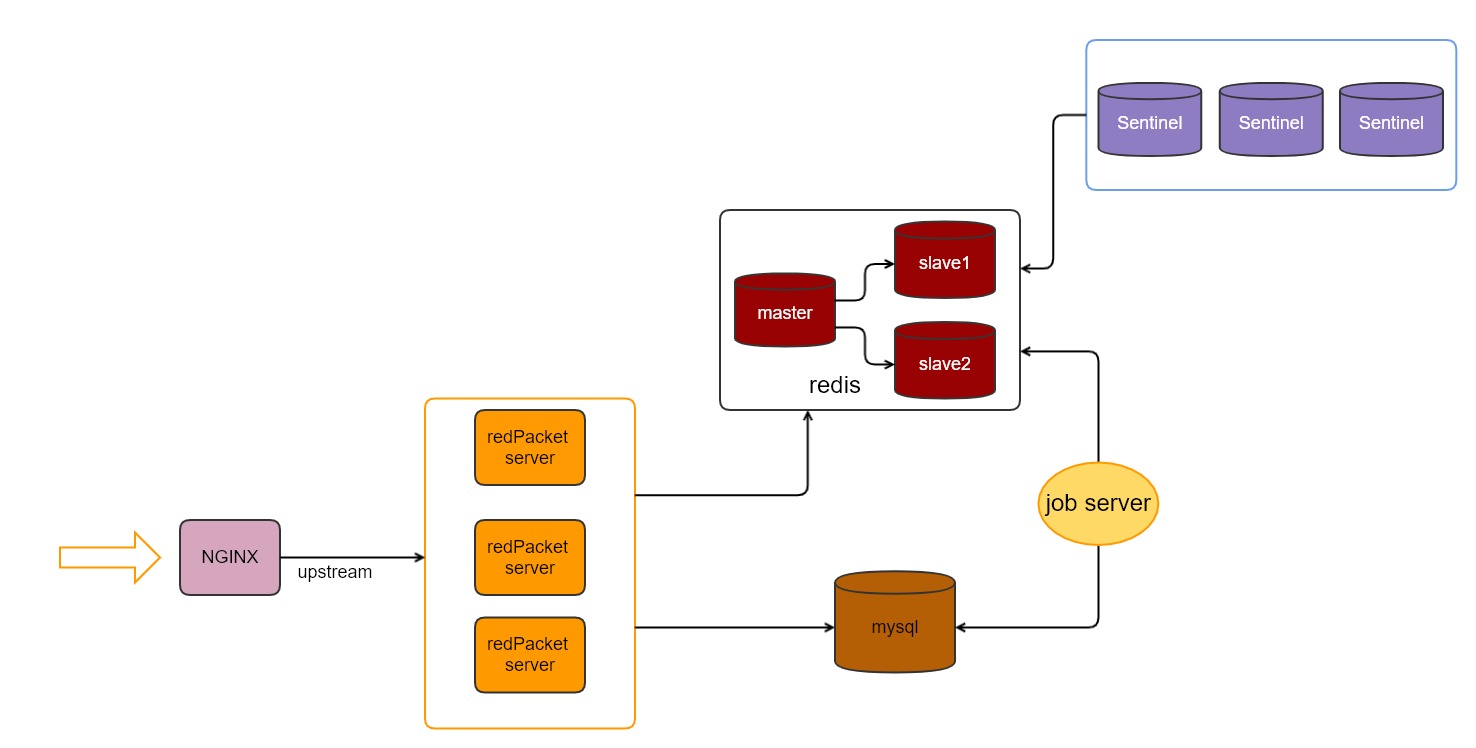 Sentinel
Sentinel
Sentinel
slave1
master
slave2
redis
redPacket
server
job server
redPacket
server
NGINX
upstream
mysql
redPacket
server